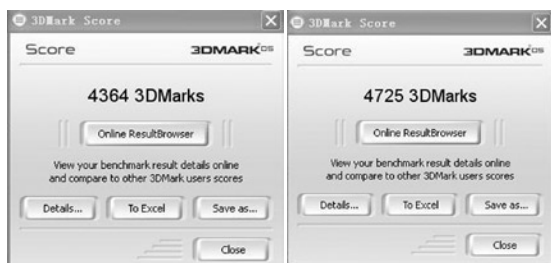 3DMark Score
Score 3DMARK05
4364 3DMarks
Online ResultBrowser
View your benchmark result details online
and compare to other 3DMark users scores
Details... To Excel Save as...
Close
3DMark Score
Score 3DMARK05
4725 3DMarks
Online ResultBrowser
View your benchmark result details online
and compare to other 3DMark users scores
Details... To Excel Save as...
Close